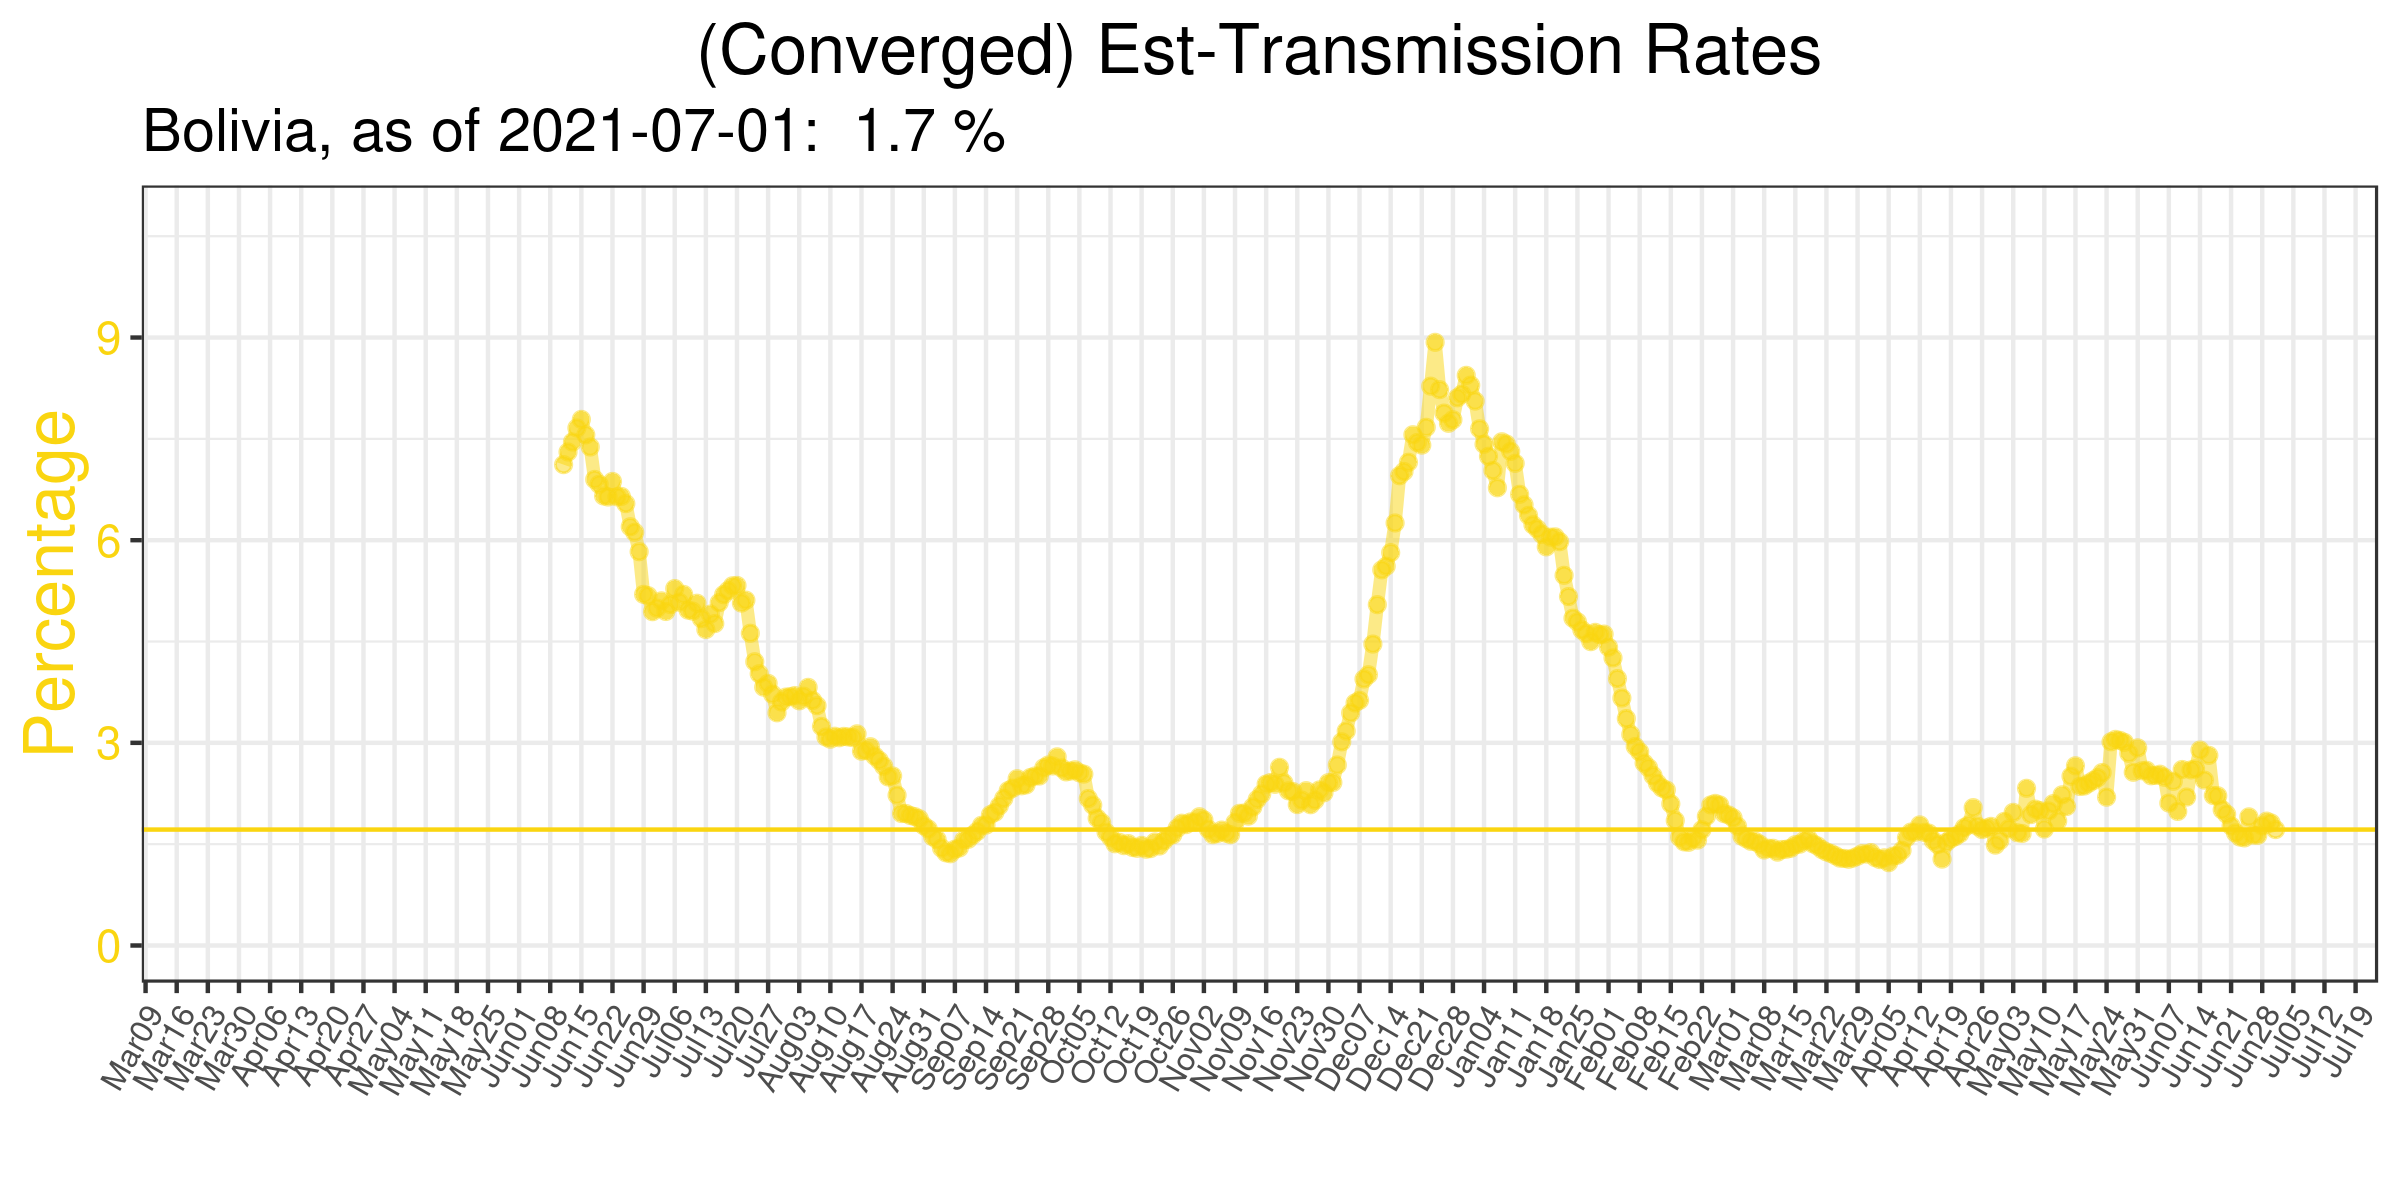 (Converged) Est-Transmission Rates
Bolivia, as of 2021-07-01:  1.7 %
Percentage
9
6
3
0
Mar09
Mar16
Mar23
Mar30
Apr06
Apr13
Apr20
Apr27
May04
May11
May18
May25
Jun01
Jun08
Jun15
Jun22
Jun29
Jul06
Jul13
Jul20
Jul27
Aug03
Aug10
Aug17
Aug24
Aug31
Sep07
Sep14
Sep21
Sep28
Oct05
Oct12
Oct19
Oct26
Nov02
Nov09
Nov16
Nov23
Nov30
Dec07
Dec14
Dec21
Dec28
Jan04
Jan11
Jan18
Jan25
Feb01
Feb08
Feb15
Feb22
Mar01
Mar08
Mar15
Mar22
Mar29
Apr05
Apr12
Apr19
Apr26
May03
May10
May17
May24
May31
Jun07
Jun14
Jun21
Jun28
Jul05
Jul12
Jul19